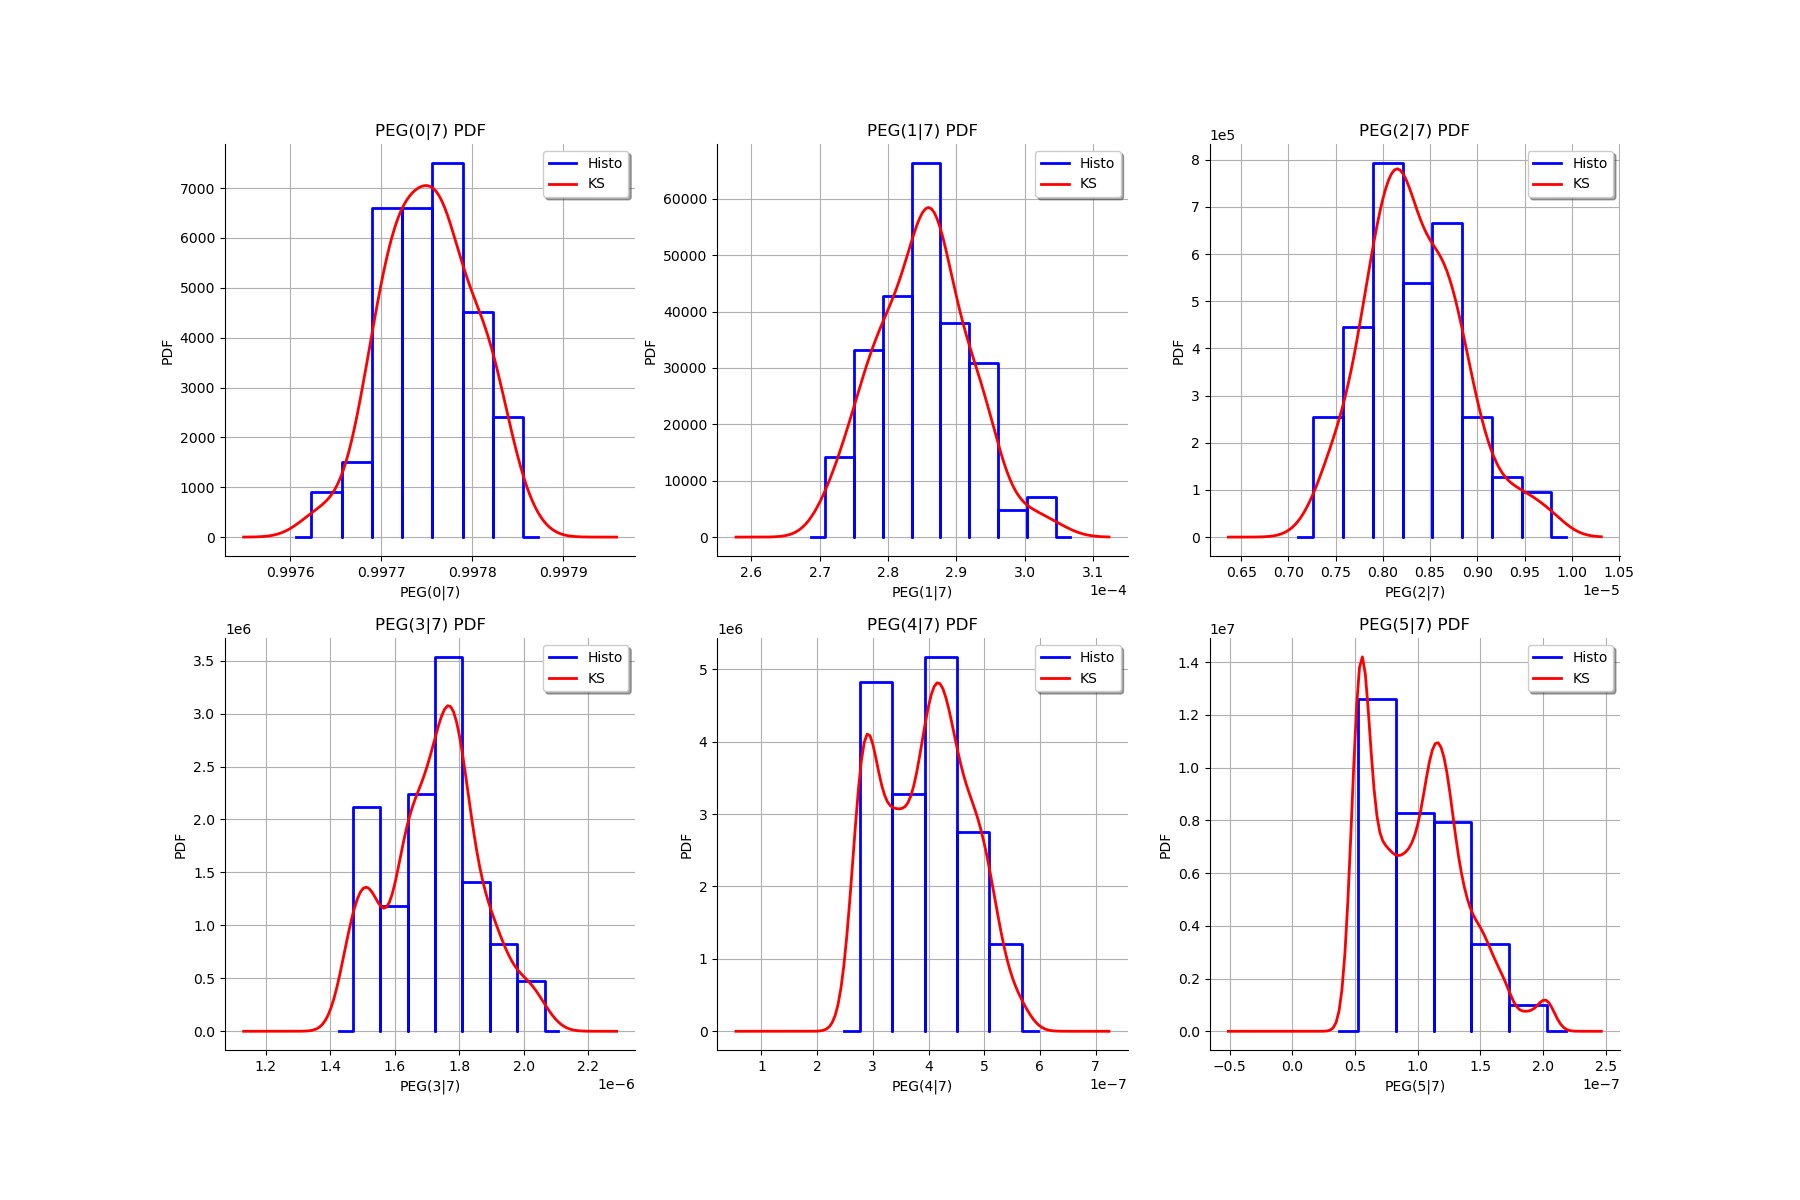 PEG(0|7) PDF
Histo
KS
PDF
7000
6000
5000
4000
3000
2000
1000
0
0.9976 0.9977 0.9978 0.9979
PEG(0|7)
PEG(1|7) PDF
Histo
KS
PDF
60000
50000
40000
30000
20000
10000
0
2.6 2.7 2.8 2.9 3.0 3.1
PEG(1|7)
1e−4
PEG(2|7) PDF
1e5
Histo
KS
PDF
8
7
6
5
4
3
2
1
0
0.65 0.70 0.75 0.80 0.85 0.90 0.95 1.00 1.05
PEG(2|7)
1e−5
PEG(3|7) PDF
1e6
Histo
KS
PDF
3.5
3.0
2.5
2.0
1.5
1.0
0.5
0.0
1.2 1.4 1.6 1.8 2.0 2.2
PEG(3|7)
1e−6
PEG(4|7) PDF
1e6
Histo
KS
PDF
5
4
3
2
1
0
1 2 3 4 5 6 7
PEG(4|7)
1e−7
PEG(5|7) PDF
1e7
Histo
KS
PDF
1.4
1.2
1.0
0.8
0.6
0.4
0.2
0.0
−0.5 0.0 0.5 1.0 1.5 2.0 2.5
PEG(5|7)
1e−7